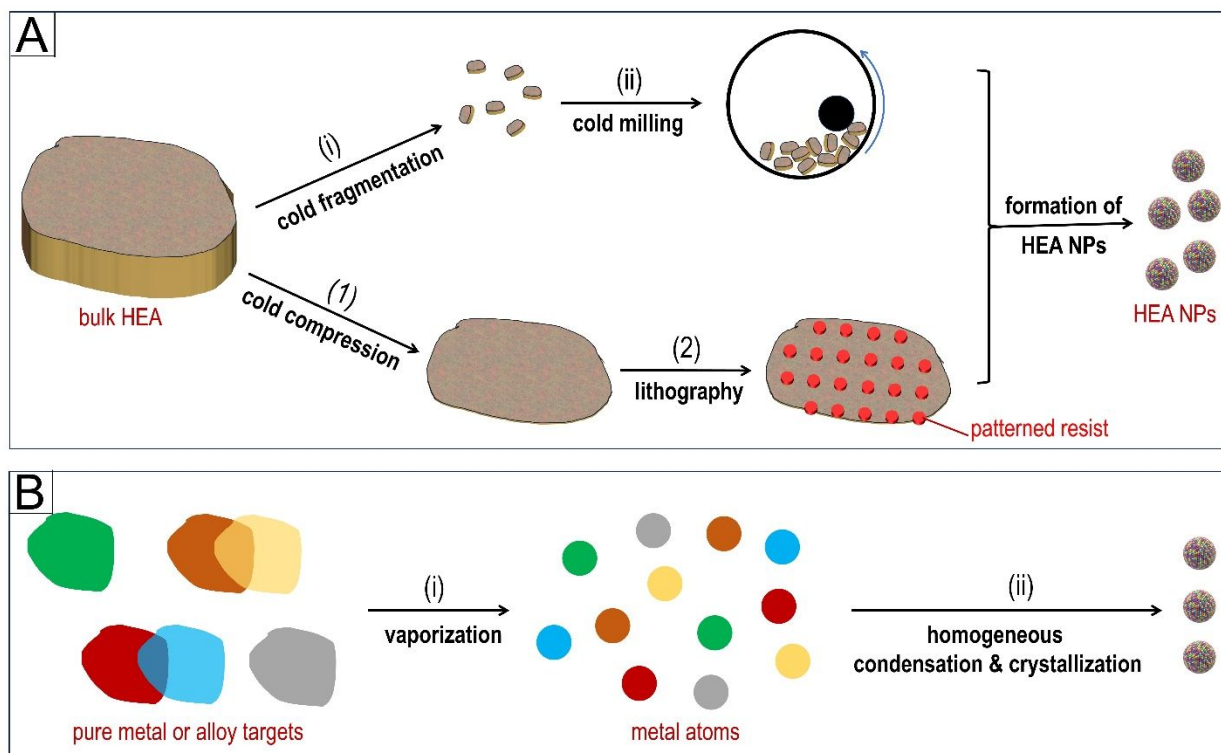 A
(i)
cold fragmentation
(ii)
cold milling
bulk HEA
(1)
cold compression
(2)
lithography
patterned resist
formation of
HEA NPs
HEA NPs
B
pure metal or alloy targets
(i)
vaporization
metal atoms
(ii)
homogeneous
condensation & crystallization